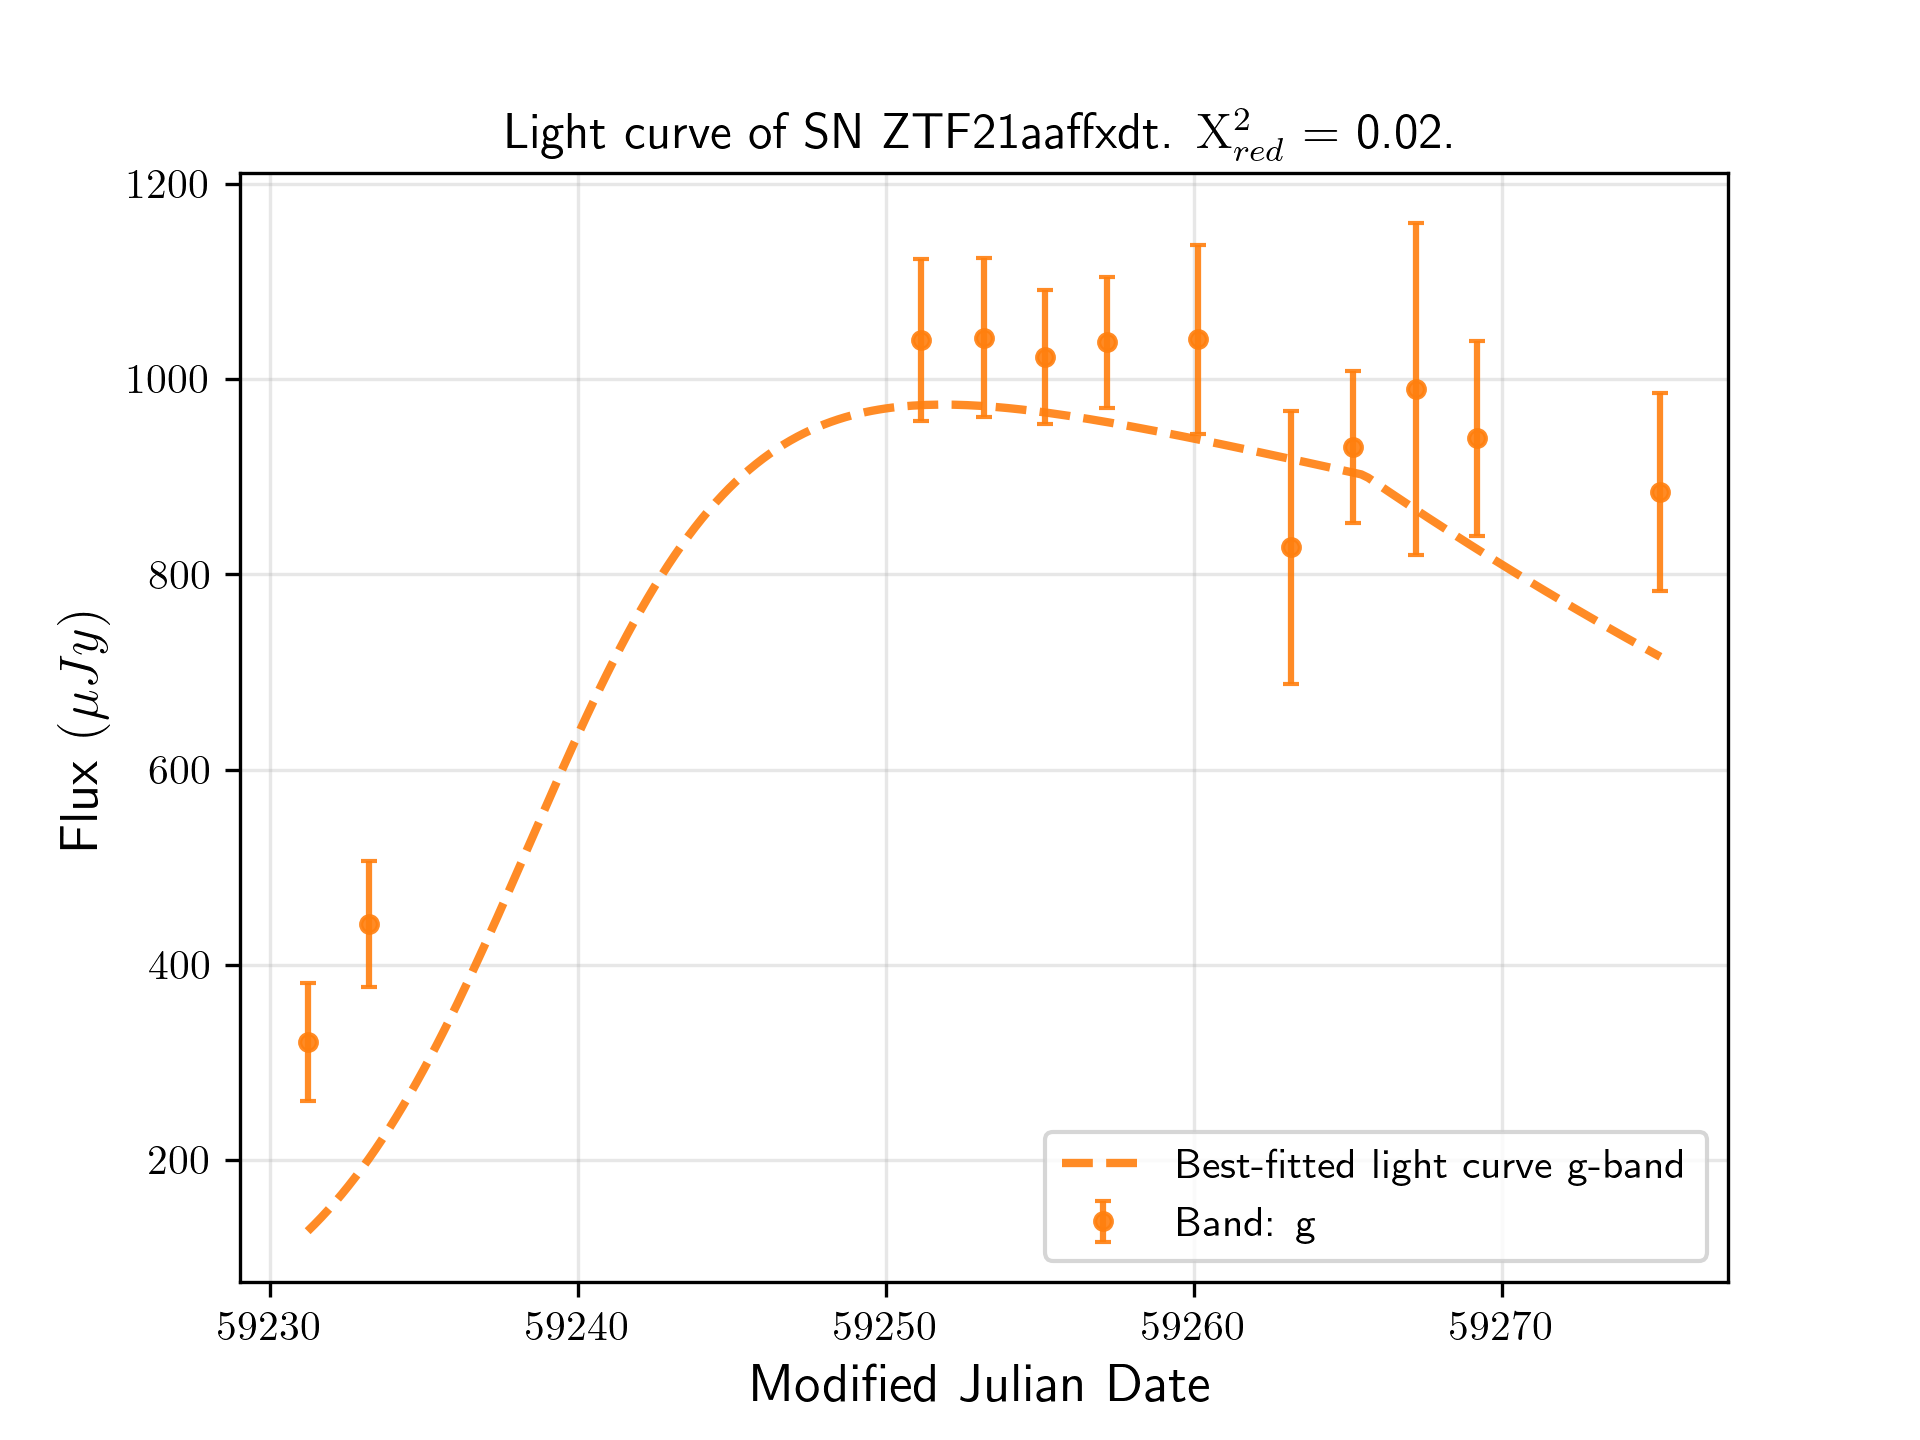 Light curve of SN ZTF21aaffxdt. X²_red = 0.02.
1200
1000
800
600
400
200
Flux (μJy)
Best-fitted light curve g-band
Band: g
59230 59240 59250 59260 59270
Modified Julian Date